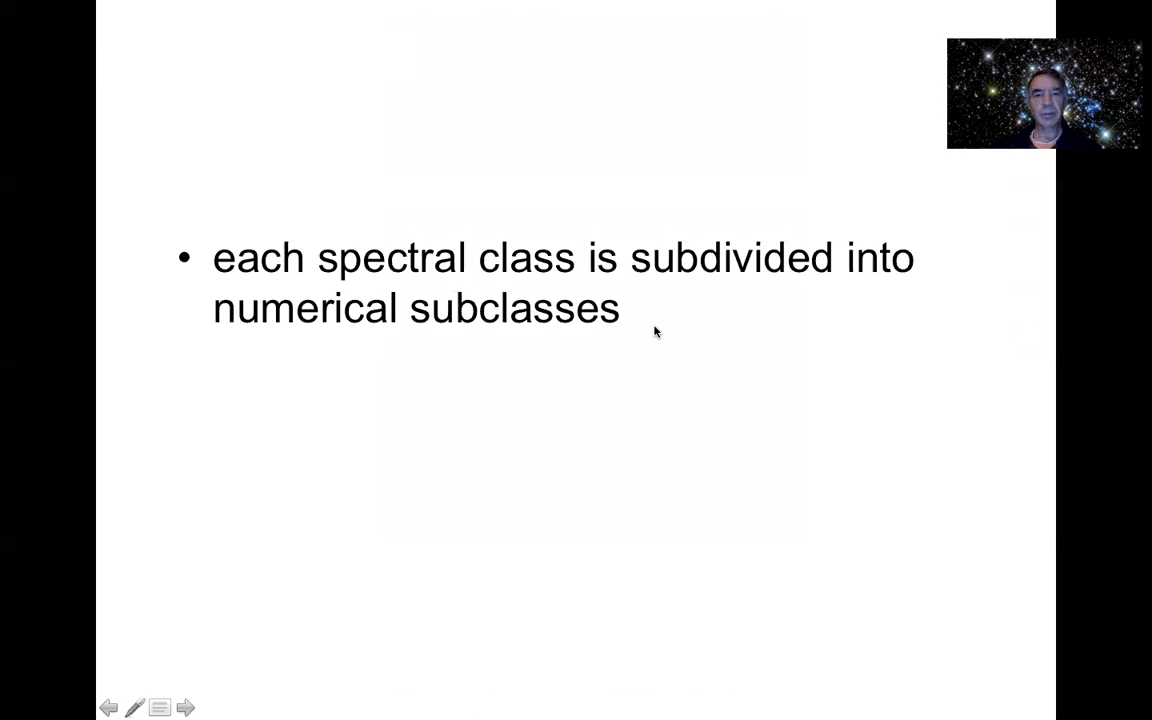 • each spectral class is subdivided into
numerical subclasses